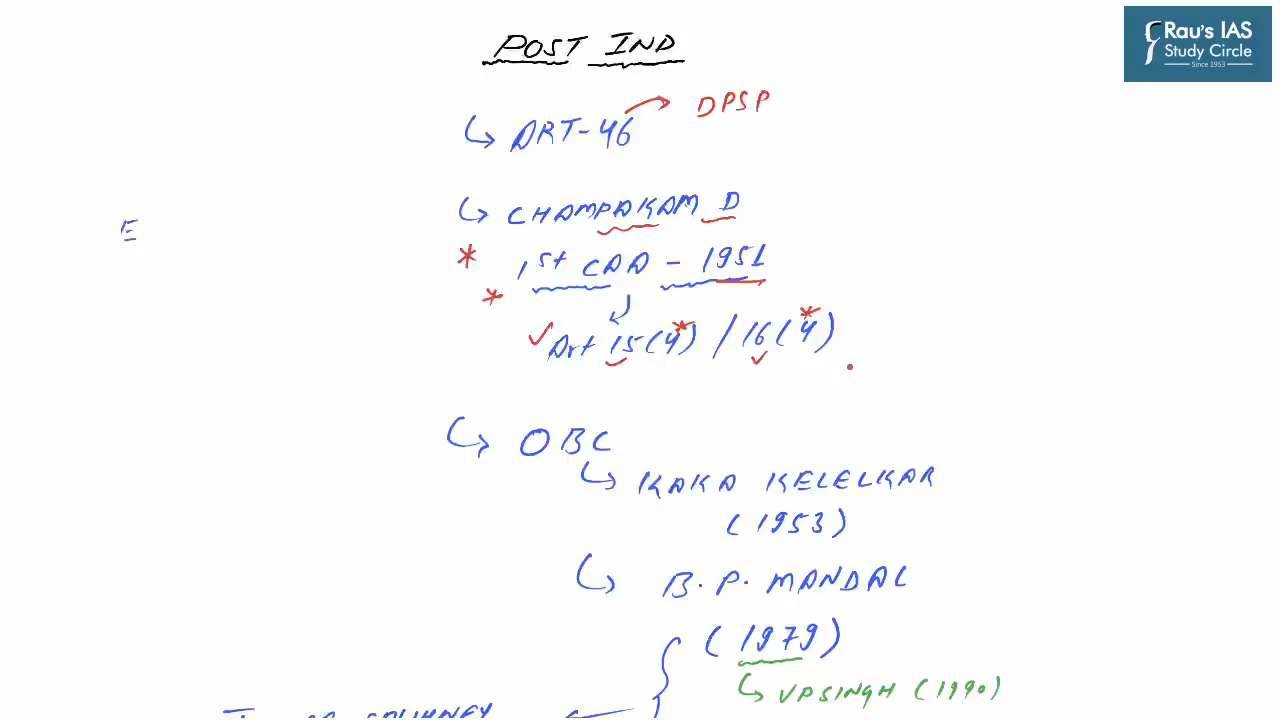 POST IND
Rau's IAS
Study Circle
Since 1953
DPSP
ART-46
CHAMPAKAM D
E
1st CAA - 1951
Art 15(4) / 16(4)
OBC
KAKA KELELKAR
(1953)
B.P. MANDAL
(1979)
VPSINGH (1990)